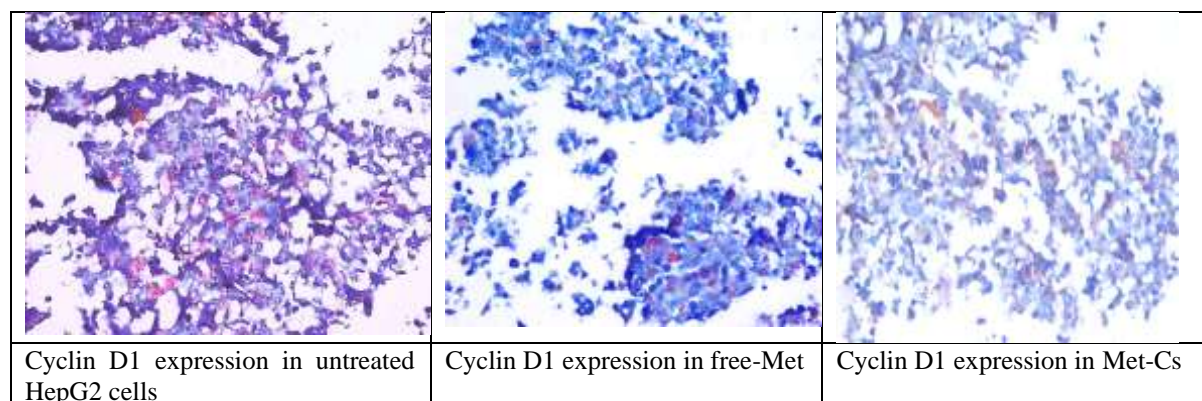 Cyclin D1 expression in untreated
HepG2 cells
Cyclin D1 expression in free-Met
Cyclin D1 expression in Met-Cs